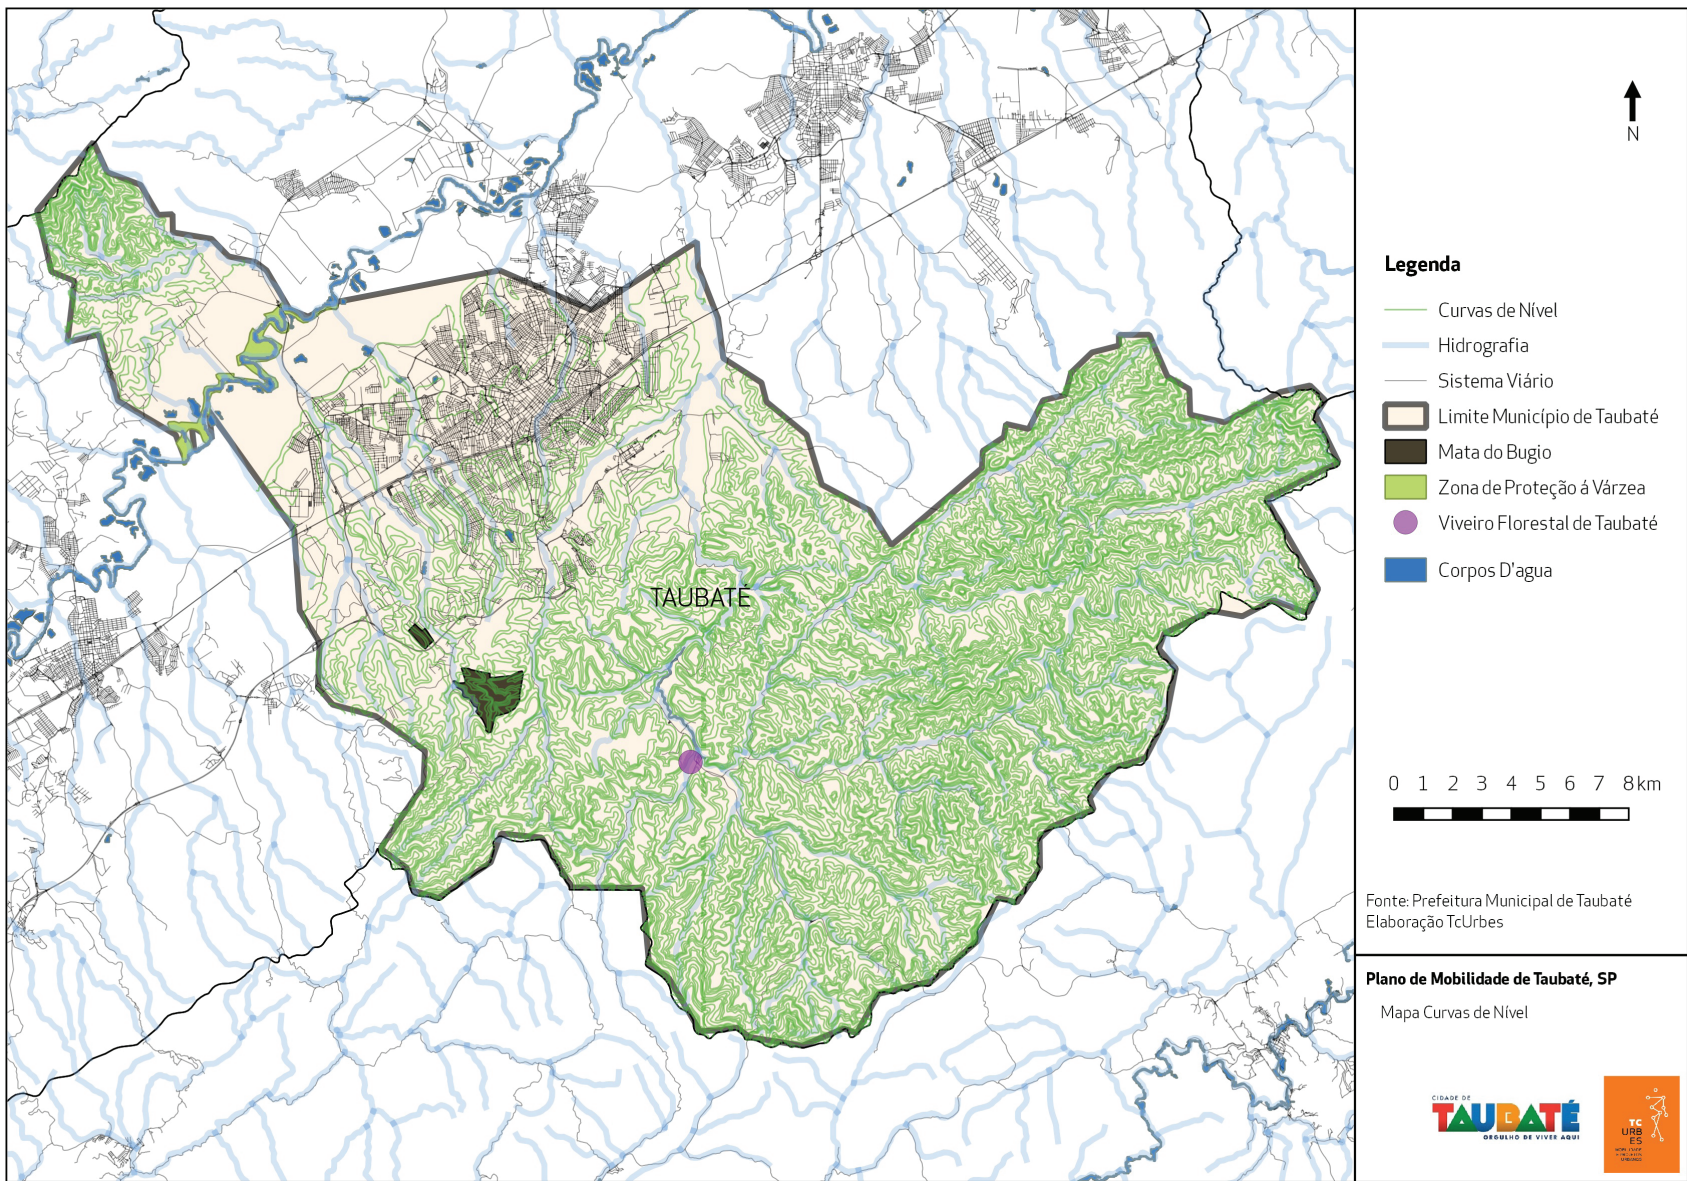 TAUBATÉ
N
Legenda
Curvas de Nível
Hidrografia
Sistema Viário
Limite Município de Taubaté
Mata do Bugio
Zona de Proteção á Várzea
Viveiro Florestal de Taubaté
Corpos D'agua
0 1 2 3 4 5 6 7 8 km
Fonte: Prefeitura Municipal de Taubaté
Elaboração TcUrbes
Plano de Mobilidade de Taubaté, SP
Mapa Curvas de Nível
CIDADE DE
TAUBATÉ
ORGULHO DE VIVER AQUI
TC
URB
ES